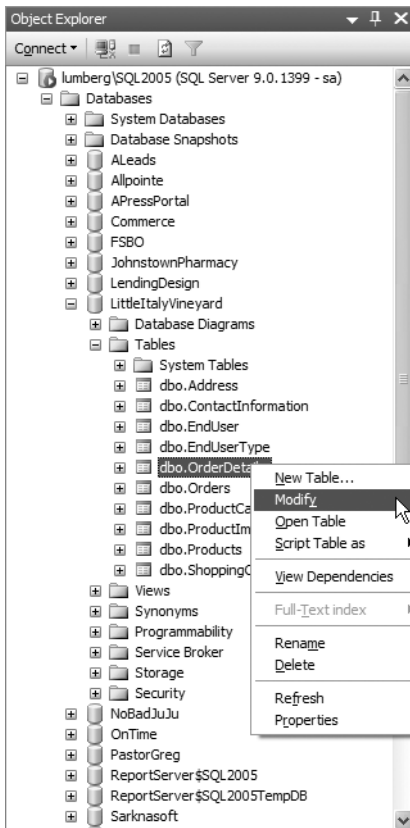 Object Explorer
Connect
lumberg\SQL2005 (SQL Server 9.0.1399 - sa)
Databases
System Databases
Database Snapshots
ALeads
Allpointe
APressPortal
Commerce
FSBO
JohnstownPharmacy
LendingDesign
LittleItalyVineyard
Database Diagrams
Tables
System Tables
dbo.Address
dbo.ContactInformation
dbo.EndUser
dbo.EndUserType
dbo.OrderDeta
dbo.Orders
dbo.ProductCa
dbo.ProductIm
dbo.Products
dbo.ShoppingC
Views
Synonyms
Programmability
Service Broker
Storage
Security
NoBadJuJu
OnTime
PastorGreg
ReportServer$SQL2005
ReportServer$SQL2005TempDB
Sarknasoft
New Table...
Modify
Open Table
Script Table as
View Dependencies
Full-Text index
Rename
Delete
Refresh
Properties